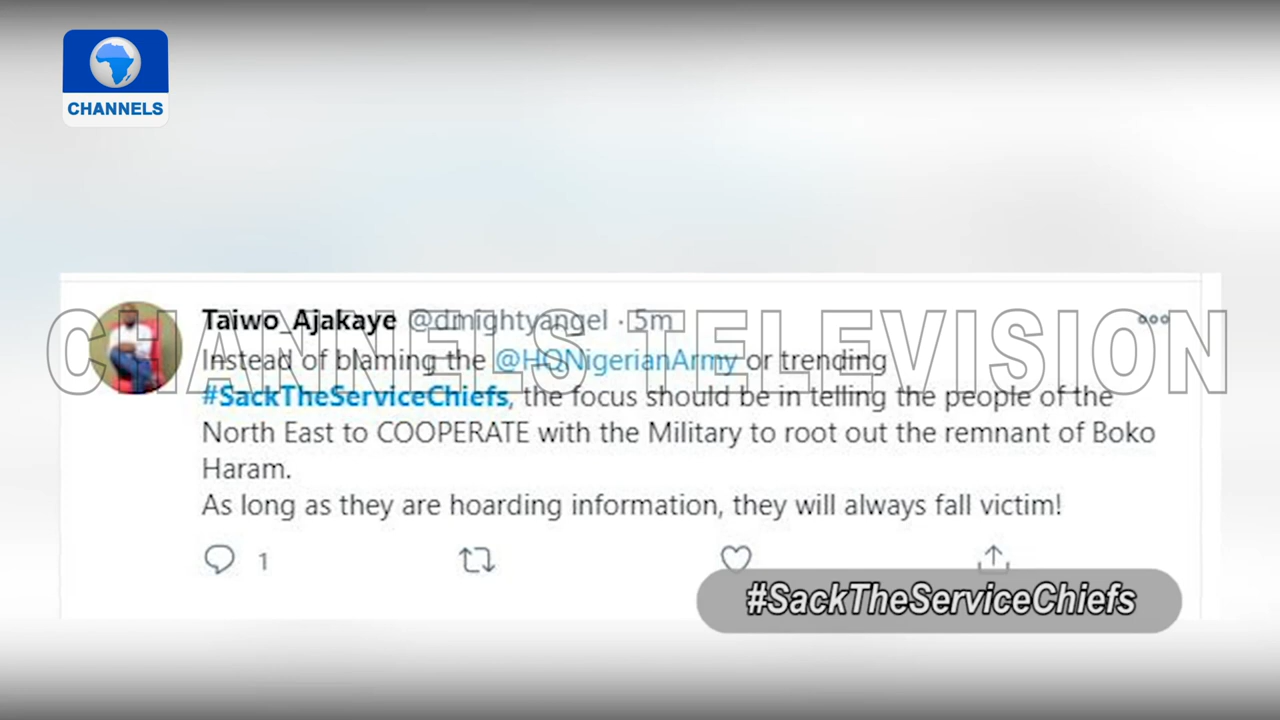 CHANNELS
CHANNELS TELEVISION
Taiwo_Ajakaye @dmightyangel · 5m
Instead of blaming the @HQNigerianArmy or trending
#SackTheServiceChiefs, the focus should be in telling the people of the
North East to COOPERATE with the Military to root out the remnant of Boko
Haram.
As long as they are hoarding information, they will always fall victim!
1
#SackTheServiceChiefs